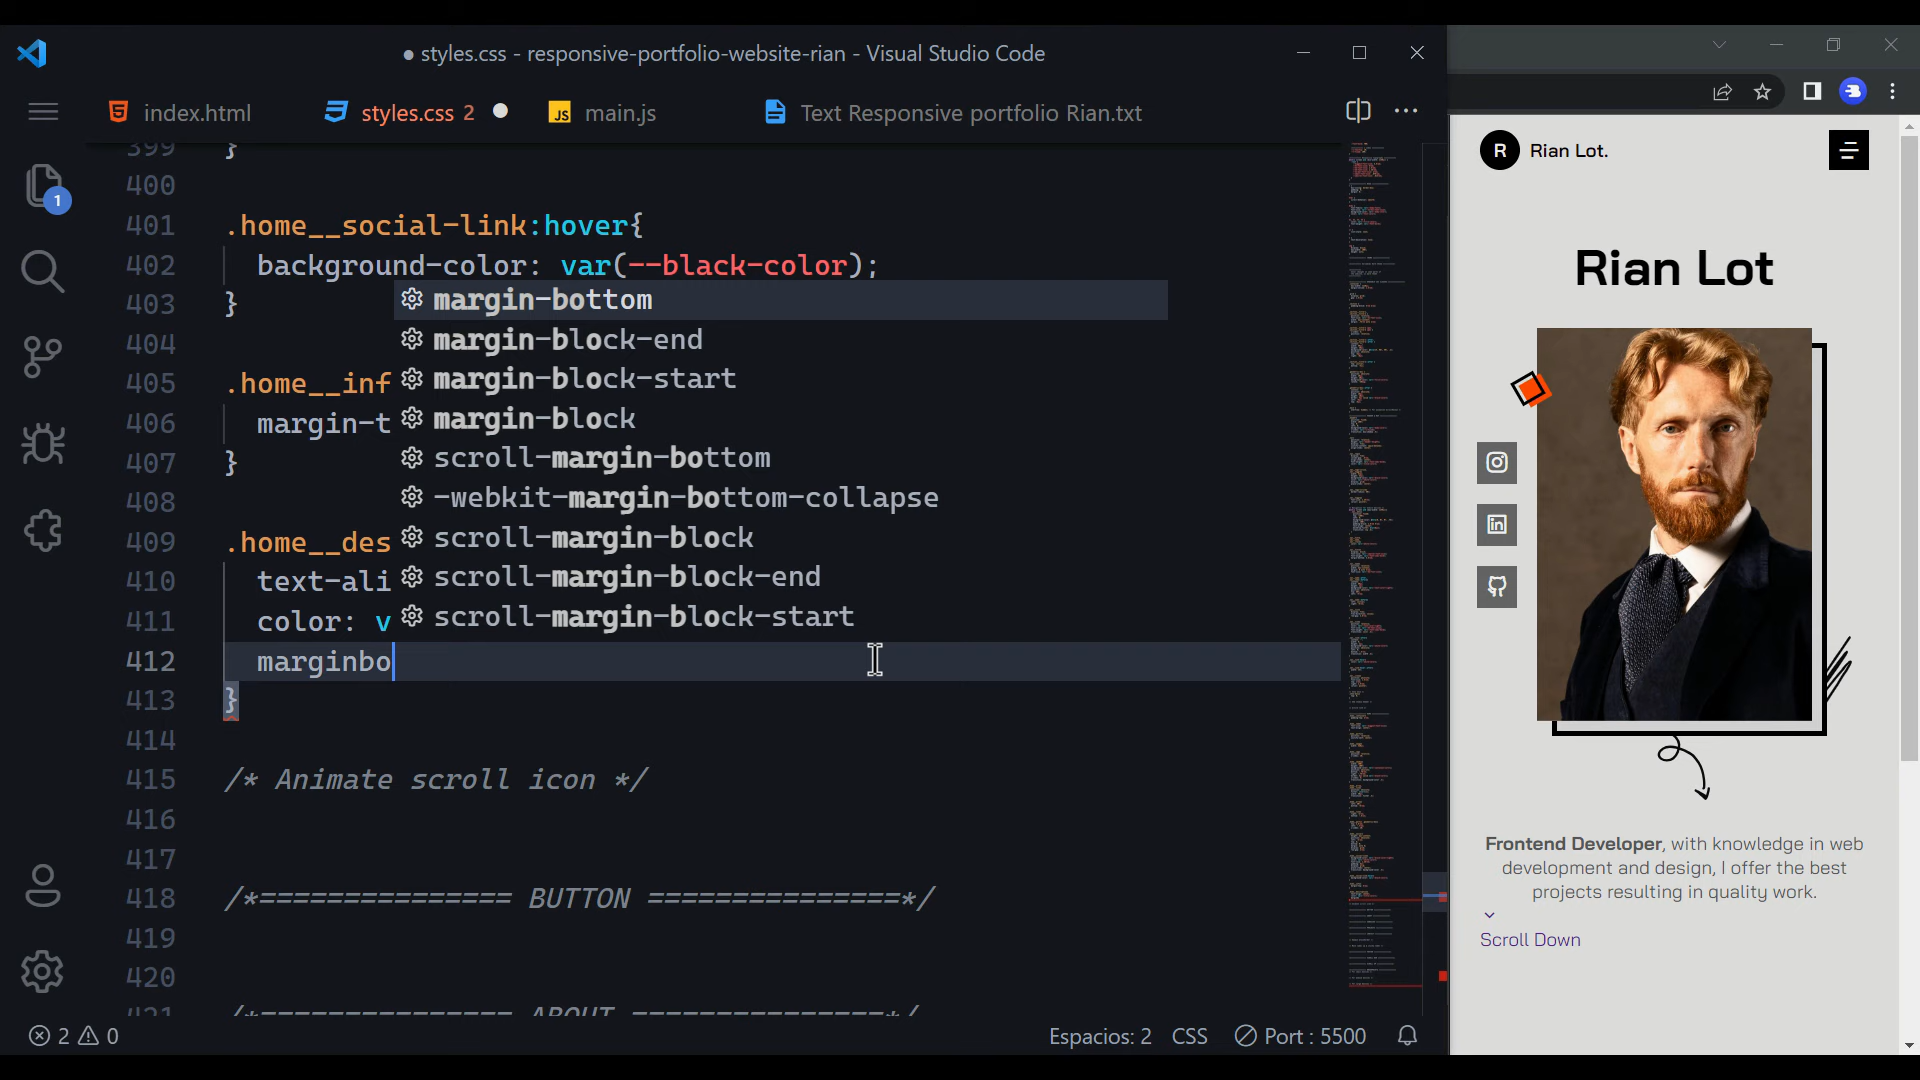 styles.css - responsive-portfolio-website-rian - Visual Studio Code
index.html
styles.css 2
JS main.js
Text Responsive portfolio Rian.txt
1
399 }
400
401 .home__social-link:hover{
402 background-color: var(--black-color);
403 }
404
405 .home__inf
406 margin-t
407 }
408
409 .home__des
410 text-ali
411 color: v
412 marginbo
413 }
414
415 /* Animate scroll icon */
416
417
418 /*=============== BUTTON ===============*/
419
420
421 /*=============== ABOUT ===============*/
margin-bottom
margin-block-end
margin-block-start
margin-block
scroll-margin-bottom
-webkit-margin-bottom-collapse
scroll-margin-block
scroll-margin-block-end
scroll-margin-block-start
2 0
Espacios: 2 CSS Port : 5500
R Rian Lot.
Rian Lot
in
Frontend Developer, with knowledge in web
development and design, I offer the best
projects resulting in quality work.
Scroll Down